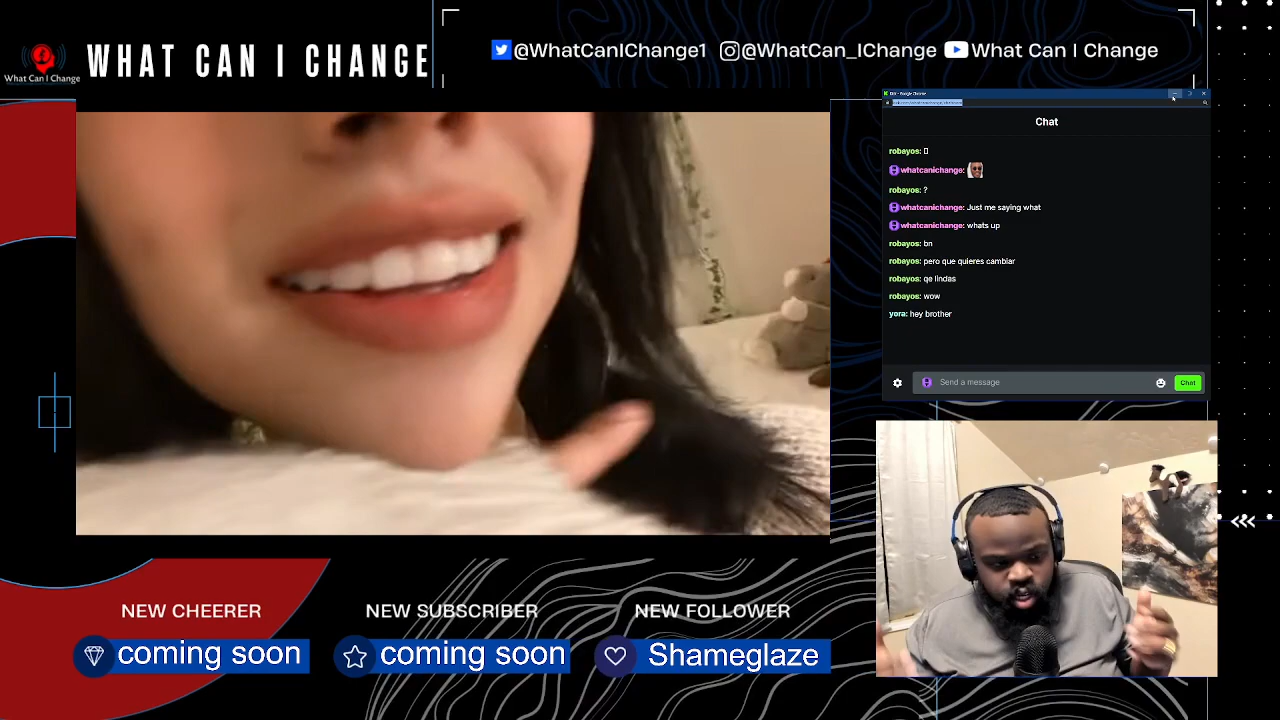 What Can I Change
WHAT CAN I CHANGE
@WhatCanIChange1 @WhatCan_IChange What Can I Change
Chat
robayos:
whatcanichange:
robayos: ?
whatcanichange: Just me saying what
whatcanichange: whats up
robayos: bn
robayos: pero que quieres cambiar
robayos: qe lindas
robayos: wow
yora: hey brother
Send a message
Chat
NEW CHEERER
coming soon
NEW SUBSCRIBER
coming soon
NEW FOLLOWER
Shameglaze